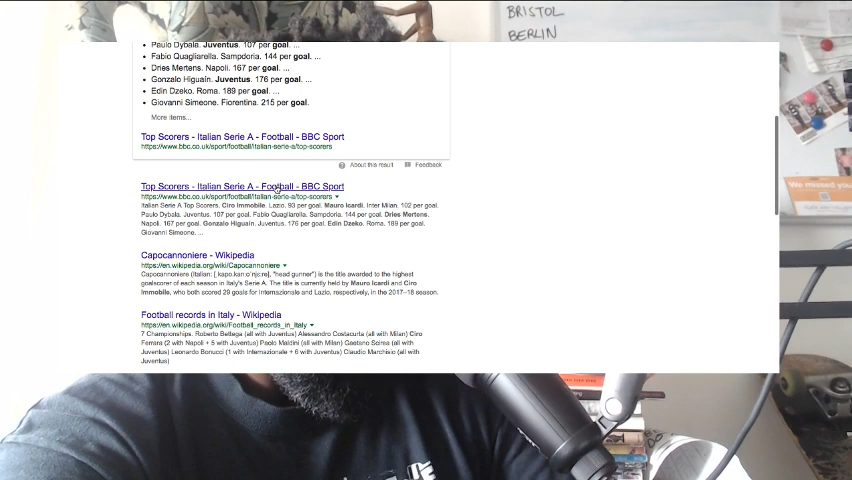 BRISTOL
BERLIN
Paulo Dybala. Juventus. 107 per goal. ...
Fabio Quagliarella. Sampdoria. 144 per goal. ...
Dries Mertens. Napoli. 167 per goal. ...
Gonzalo Higuaín. Juventus. 176 per goal. ...
Edin Dzeko. Roma. 189 per goal. ...
Giovanni Simeone. Fiorentina. 215 per goal.
More items...
Top Scorers - Italian Serie A - Football - BBC Sport
https://www.bbc.co.uk/sport/football/italian-serie-a/top-scorers
About this result Feedback
Top Scorers - Italian Serie A - Football - BBC Sport
https://www.bbc.co.uk/sport/football/italian-serie-a/top-scorers
Italian Serie A Top Scorers. Ciro Immobile. Lazio. 93 per goal. Mauro Icardi. Inter Milan. 102 per goal.
Paulo Dybala. Juventus. 107 per goal. Fabio Quagliarella. Sampdoria. 144 per goal. Dries Mertens.
Napoli. 167 per goal. Gonzalo Higuaín. Juventus. 176 per goal. Edin Dzeko. Roma. 189 per goal.
Giovanni Simeone. ...
We missed you
Capocannoniere - Wikipedia
https://en.wikipedia.org/wiki/Capocannoniere
Capocannoniere (Italian: [ˌkapo.kanːoˈnjɛːre], "head gunner") is the title awarded to the highest
goalscorer of each season in Italy's Serie A. The title is currently held by Mauro Icardi and Ciro
Immobile, who both scored 29 goals for Internazionale and Lazio, respectively, in the 2017–18 season.
Football records in Italy - Wikipedia
https://en.wikipedia.org/wiki/Football_records_in_Italy
7 Championships. Roberto Bettega (all with Juventus) Alessandro Costacurta (all with Milan) Ciro
Ferrara (2 with Napoli + 5 with Juventus) Paolo Maldini (all with Milan) Gaetano Scirea (all with
Juventus) Leonardo Bonucci (1 with Internazionale + 6 with Juventus) Claudio Marchisio (all with
Juventus)